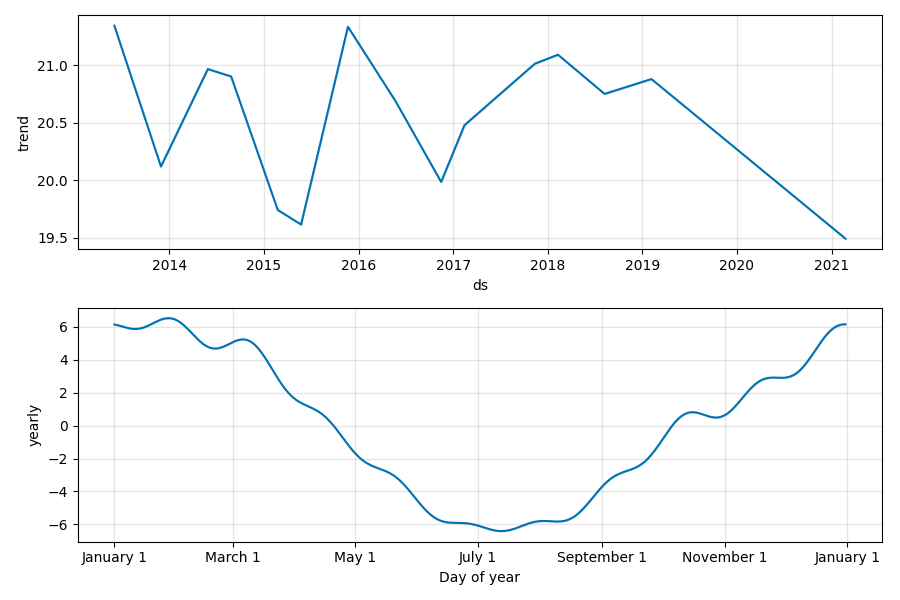 21.0
20.5
20.0
19.5
trend
2014 2015 2016 2017 2018 2019 2020 2021
ds
6
4
2
0
−2
−4
−6
yearly
January 1 March 1 May 1 July 1 September 1 November 1 January 1
Day of year